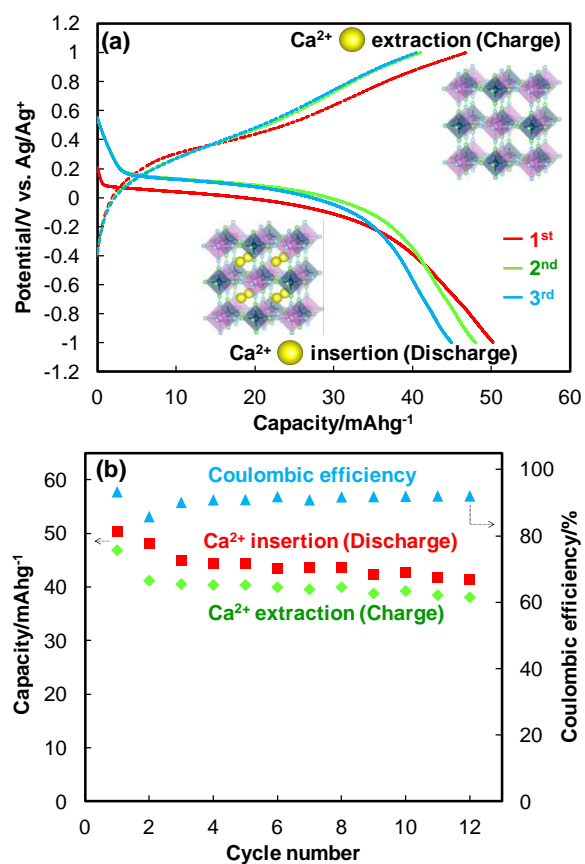 (a)
Ca²⁺ extraction (Charge)
1.2
1
0.8
0.6
0.4
0.2
0
-0.2
-0.4
-0.6
-0.8
-1
-1.2
Potential/V vs. Ag/Ag⁺
1st
2nd
3rd
Ca²⁺ insertion (Discharge)
0 10 20 30 40 50 60
Capacity/mAhg⁻¹
(b)
Coulombic efficiency
Ca²⁺ insertion (Discharge)
Ca²⁺ extraction (Charge)
60
50
40
30
20
10
0
Capacity/mAhg⁻¹
100
80
60
40
20
0
Coulombic efficiency/%
0 2 4 6 8 10 12
Cycle number